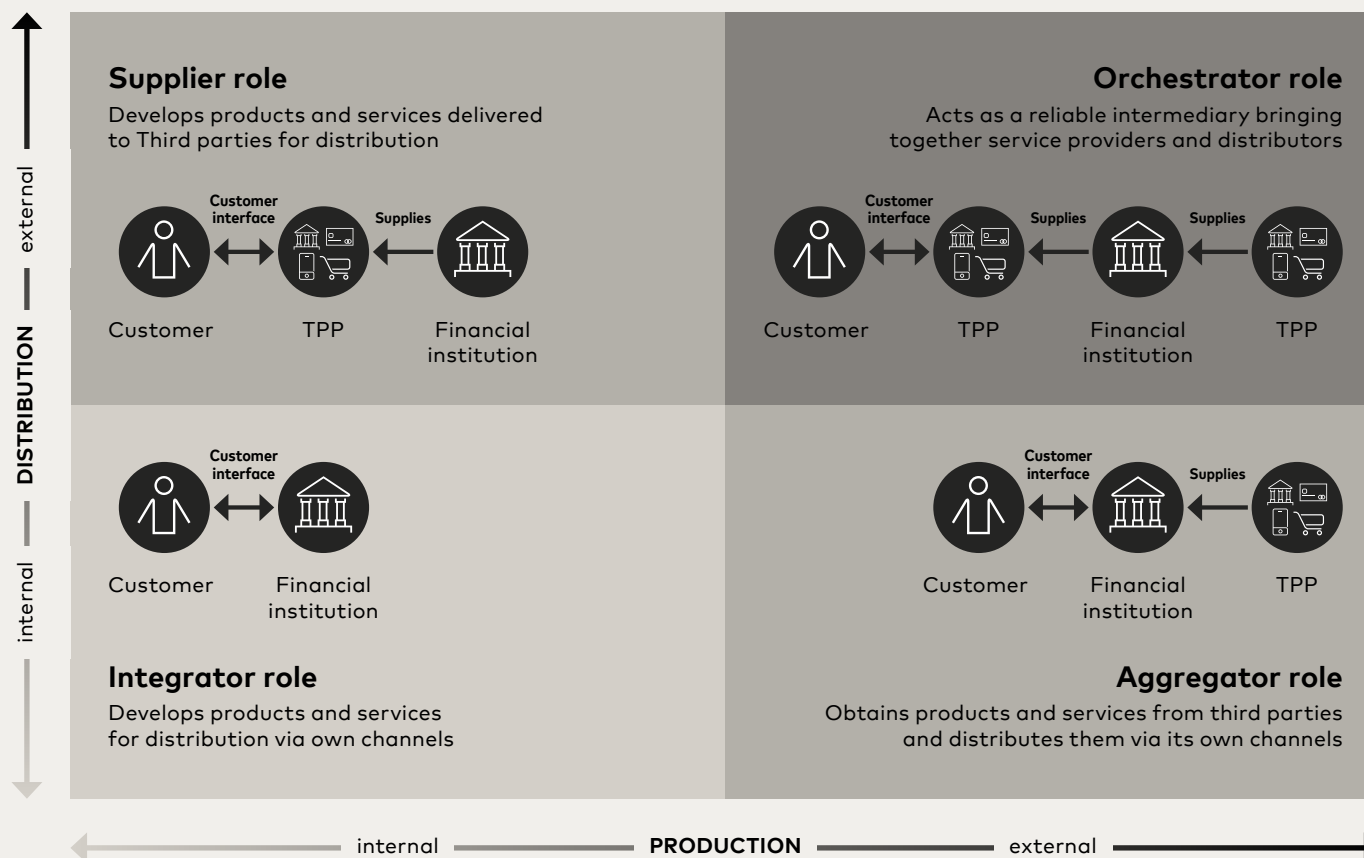 Supplier role
Develops products and services delivered
to Third parties for distribution
Customer
interface
Supplies
Customer
TPP
Financial
institution
Orchestrator role
Acts as a reliable intermediary bringing
together service providers and distributors
Customer
interface
Supplies
Supplies
Customer
TPP
Financial
institution
TPP
Customer
interface
Customer
Financial
institution
Integrator role
Develops products and services
for distribution via own channels
Customer
interface
Supplies
Customer
Financial
institution
TPP
Aggregator role
Obtains products and services from third parties
and distributes them via its own channels
external
DISTRIBUTION
internal
internal
PRODUCTION
external